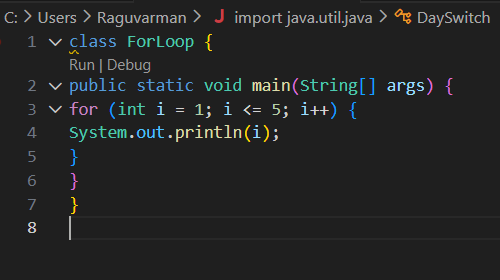 C: > Users > Raguvarman > J import java.util.java > DaySwitch
1 class ForLoop {
Run | Debug
2 public static void main(String[] args) {
3 for (int i = 1; i <= 5; i++) {
4 System.out.println(i);
5 }
6 }
7 }
8